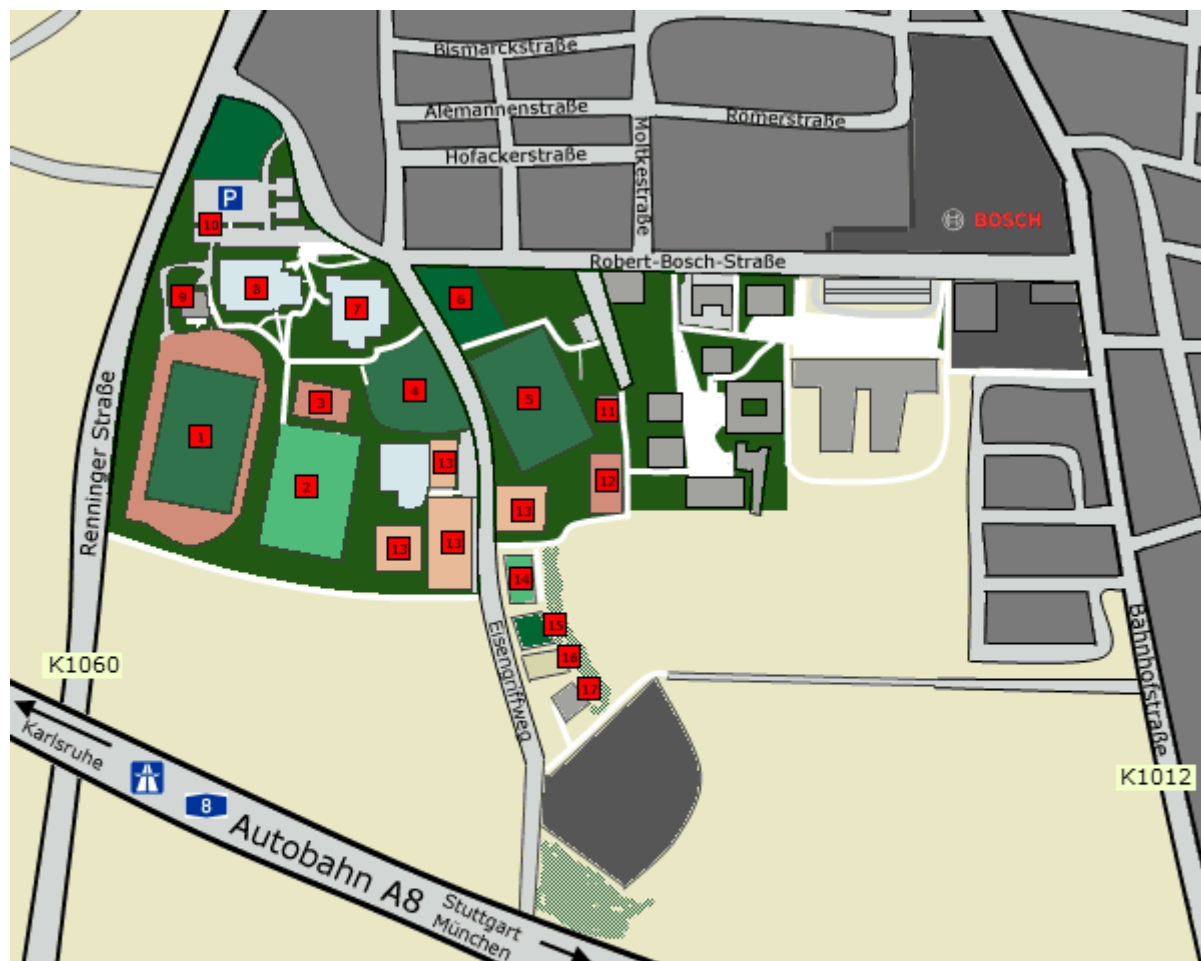 Bismarckstraße
Alemannenstraße
Römerstraße
Moltkestraße
Hofackerstraße
P
10
BOSCH
Robert-Bosch-Straße
9
8
7
6
4
5
3
11
1
2
13
12
13
13
13
14
15
16
17
Renninger Straße
Eisengriffweg
Bahnhofstraße
K1060
K1012
Karlsruhe
8
Autobahn A8
Stuttgart
München